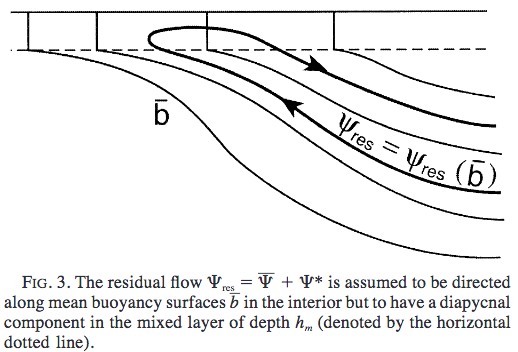 b̄
Ψres = Ψres (b̄)
FIG. 3. The residual flow Ψres = Ψ̄ + Ψ* is assumed to be directed
along mean buoyancy surfaces b̄ in the interior but to have a diapycnal
component in the mixed layer of depth hm (denoted by the horizontal
dotted line).